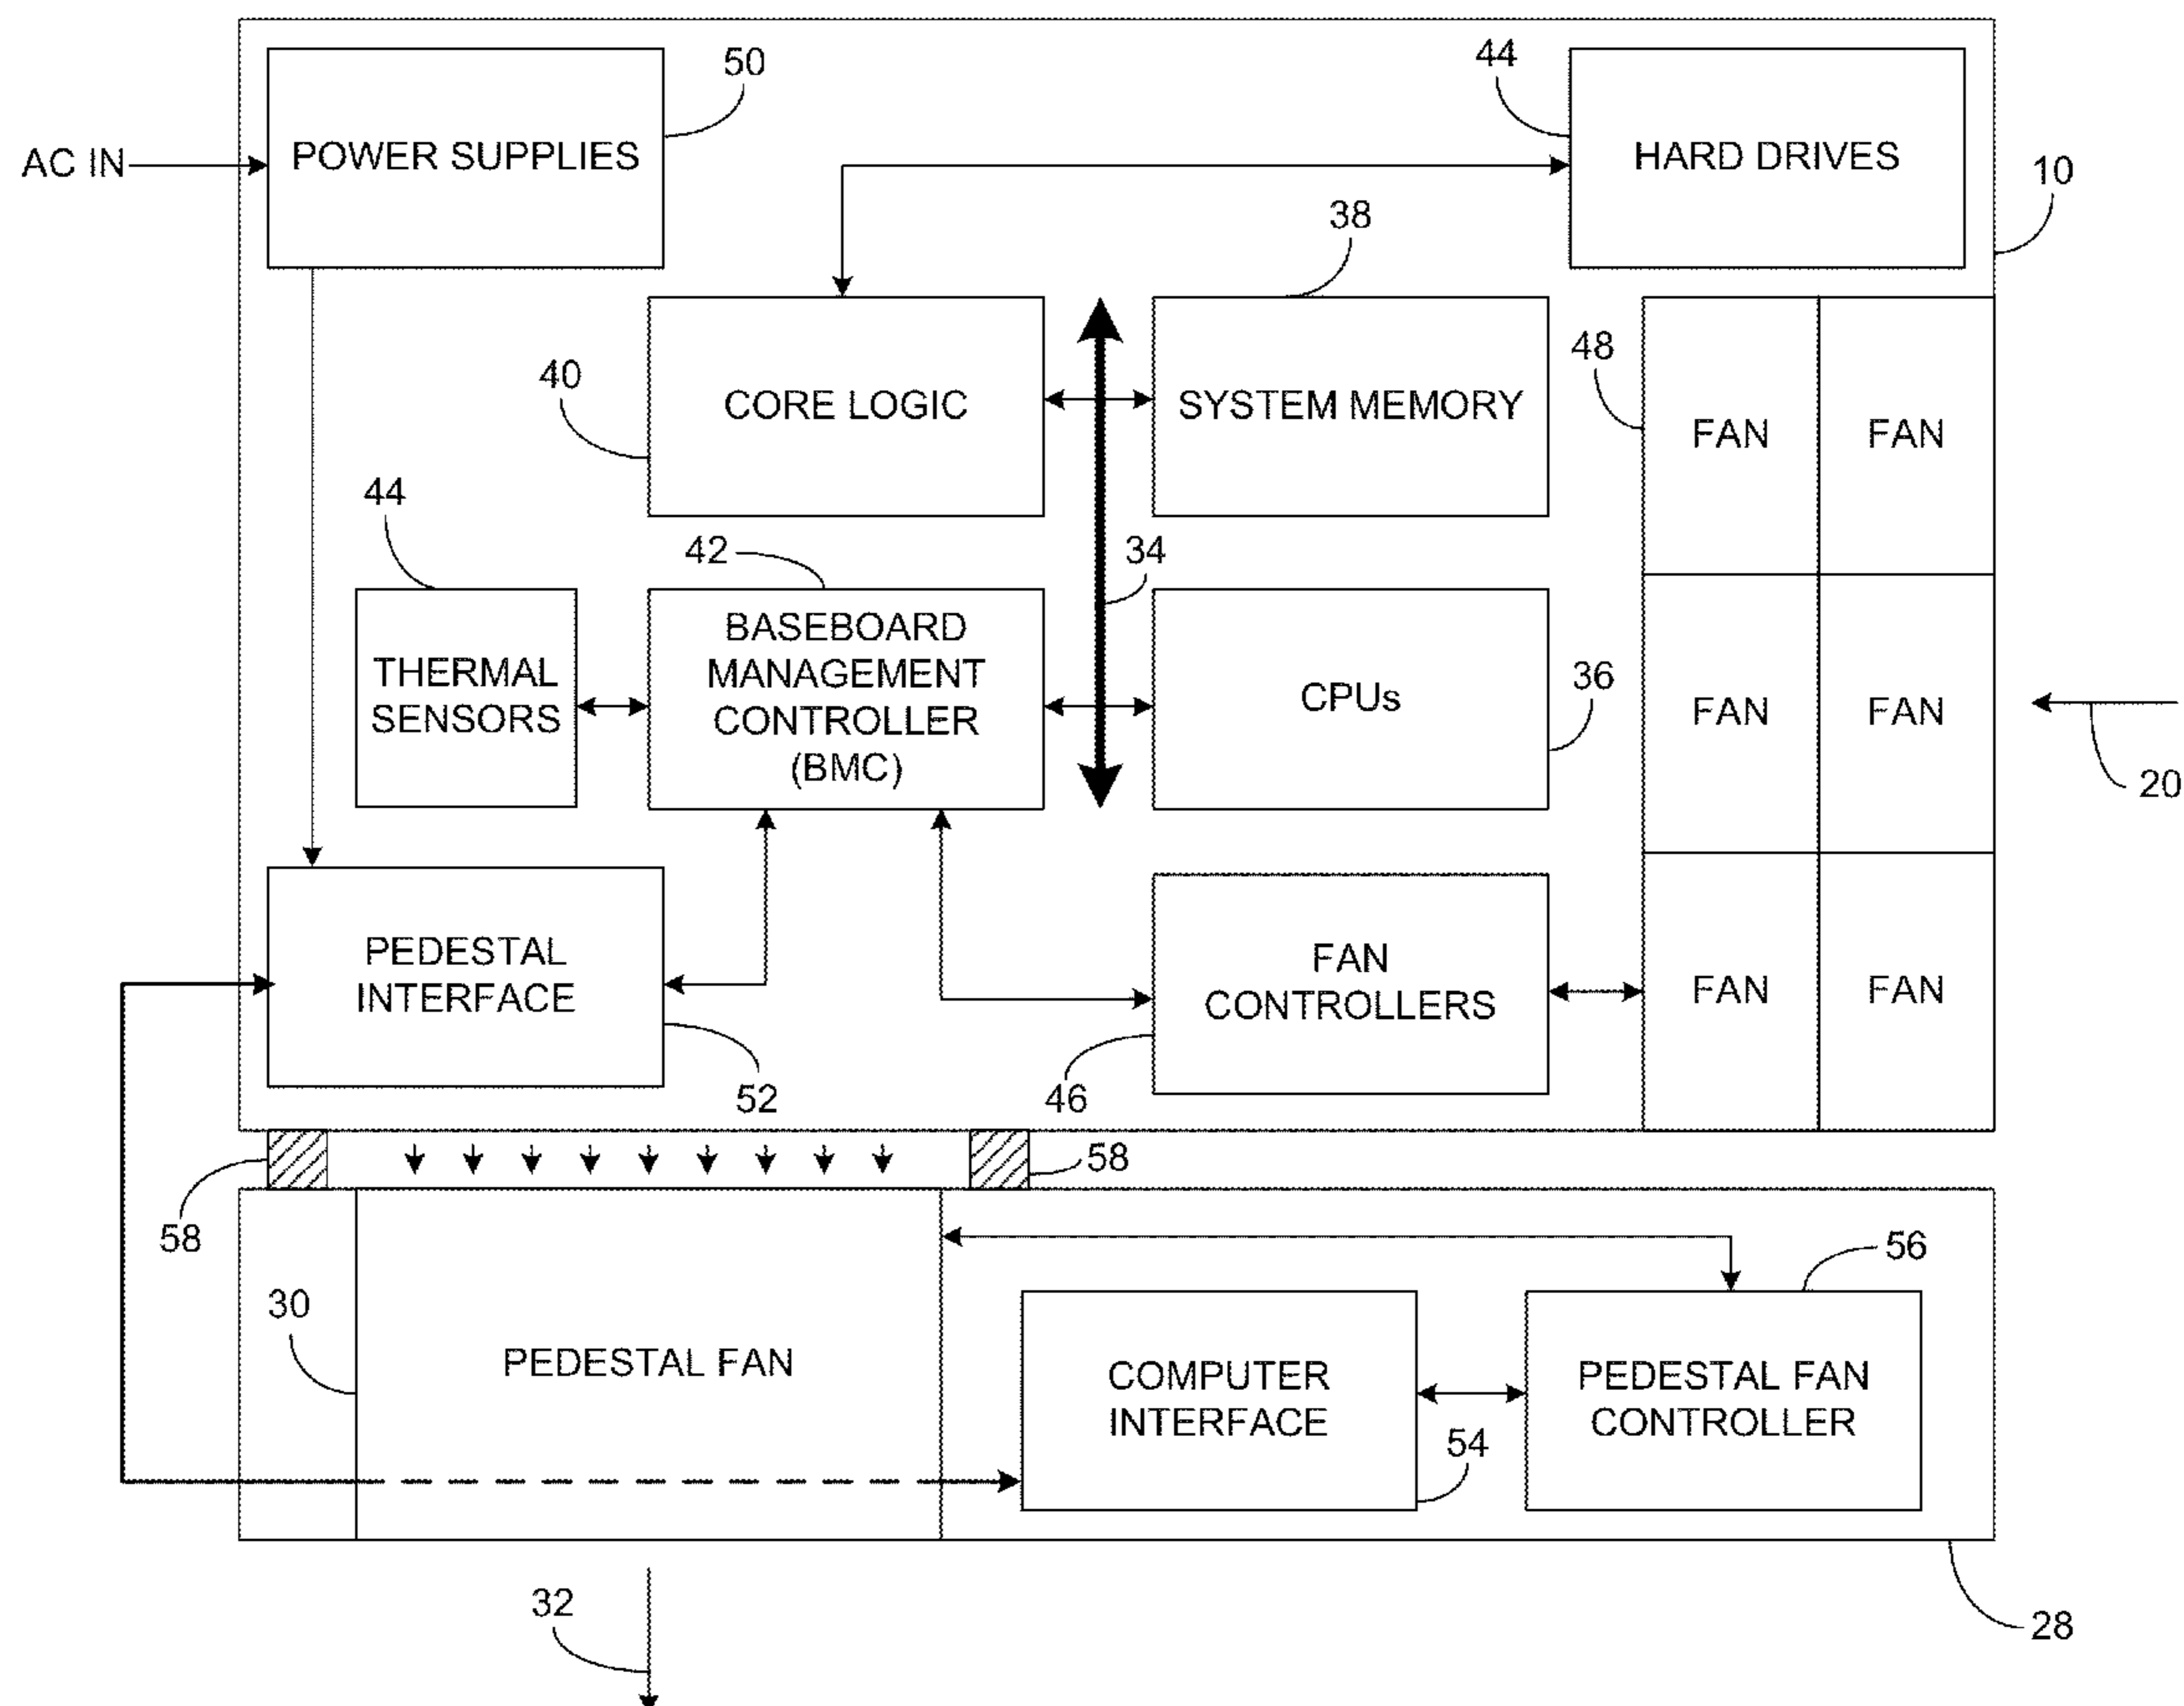 50
44
POWER SUPPLIES
HARD DRIVES
AC IN
10
38
48
40
CORE LOGIC
SYSTEM MEMORY
FAN
FAN
44
42
34
BASEBOARD
MANAGEMENT
CONTROLLER
(BMC)
THERMAL
SENSORS
CPUs
36
FAN
FAN
20
PEDESTAL
INTERFACE
FAN
CONTROLLERS
FAN
FAN
52
46
58
58
56
30
PEDESTAL FAN
COMPUTER
INTERFACE
PEDESTAL FAN
CONTROLLER
54
32
28